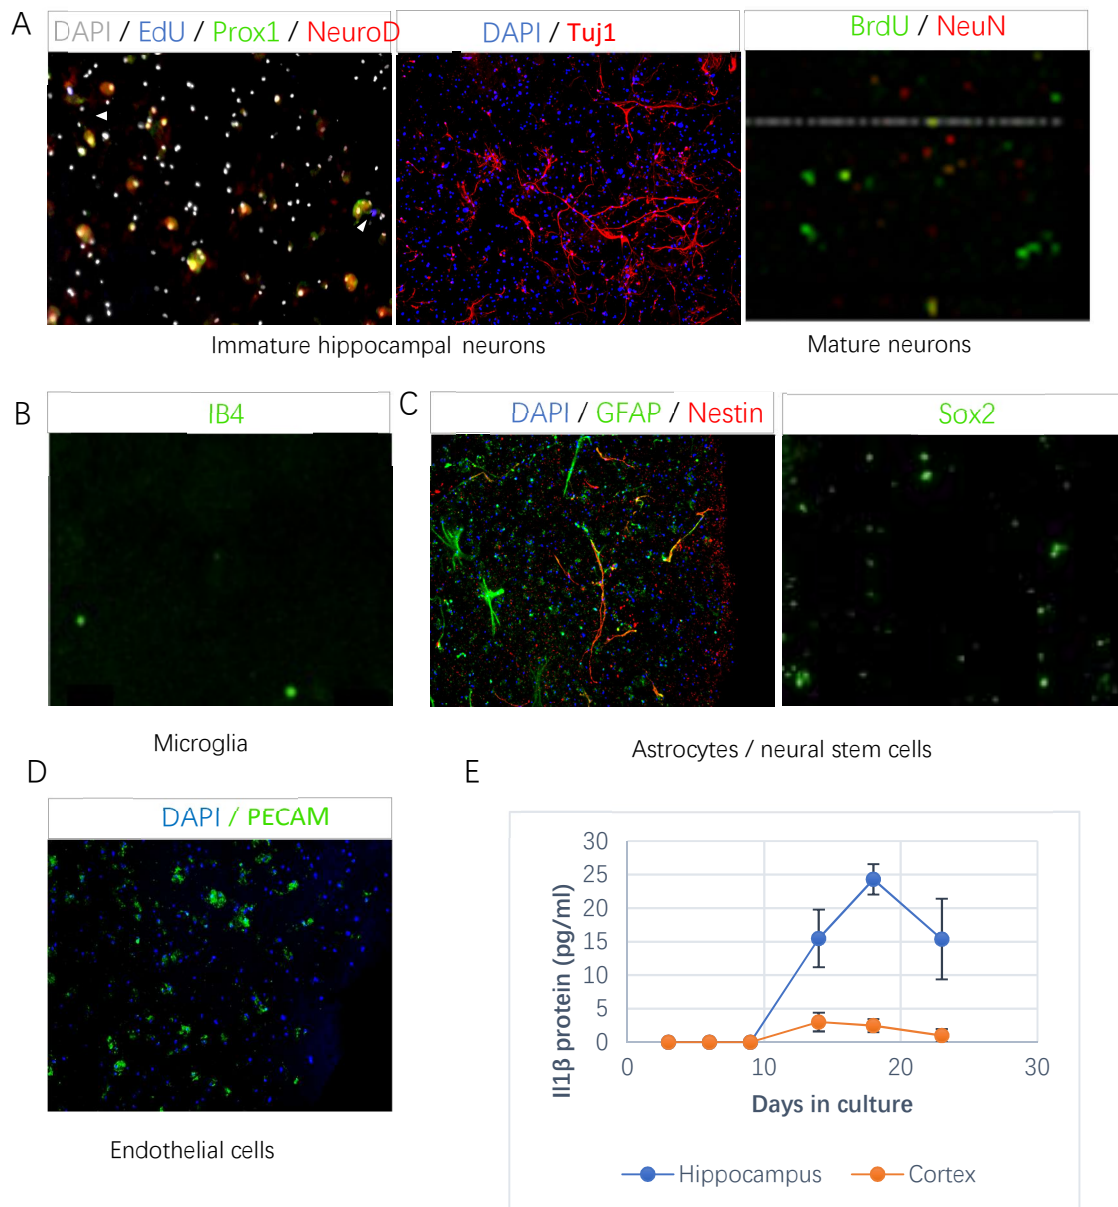 A
DAPI / EdU / Prox1 / NeuroD
DAPI / Tuj1
BrdU / NeuN
Immature hippocampal neurons
Mature neurons
B
IB4
Microglia
C
DAPI / GFAP / Nestin
Sox2
Astrocytes / neural stem cells
D
DAPI / PECAM
Endothelial cells
E
Il1β protein (pg/ml)
30
25
20
15
10
5
0
0 10 20 30
Days in culture
Hippocampus Cortex